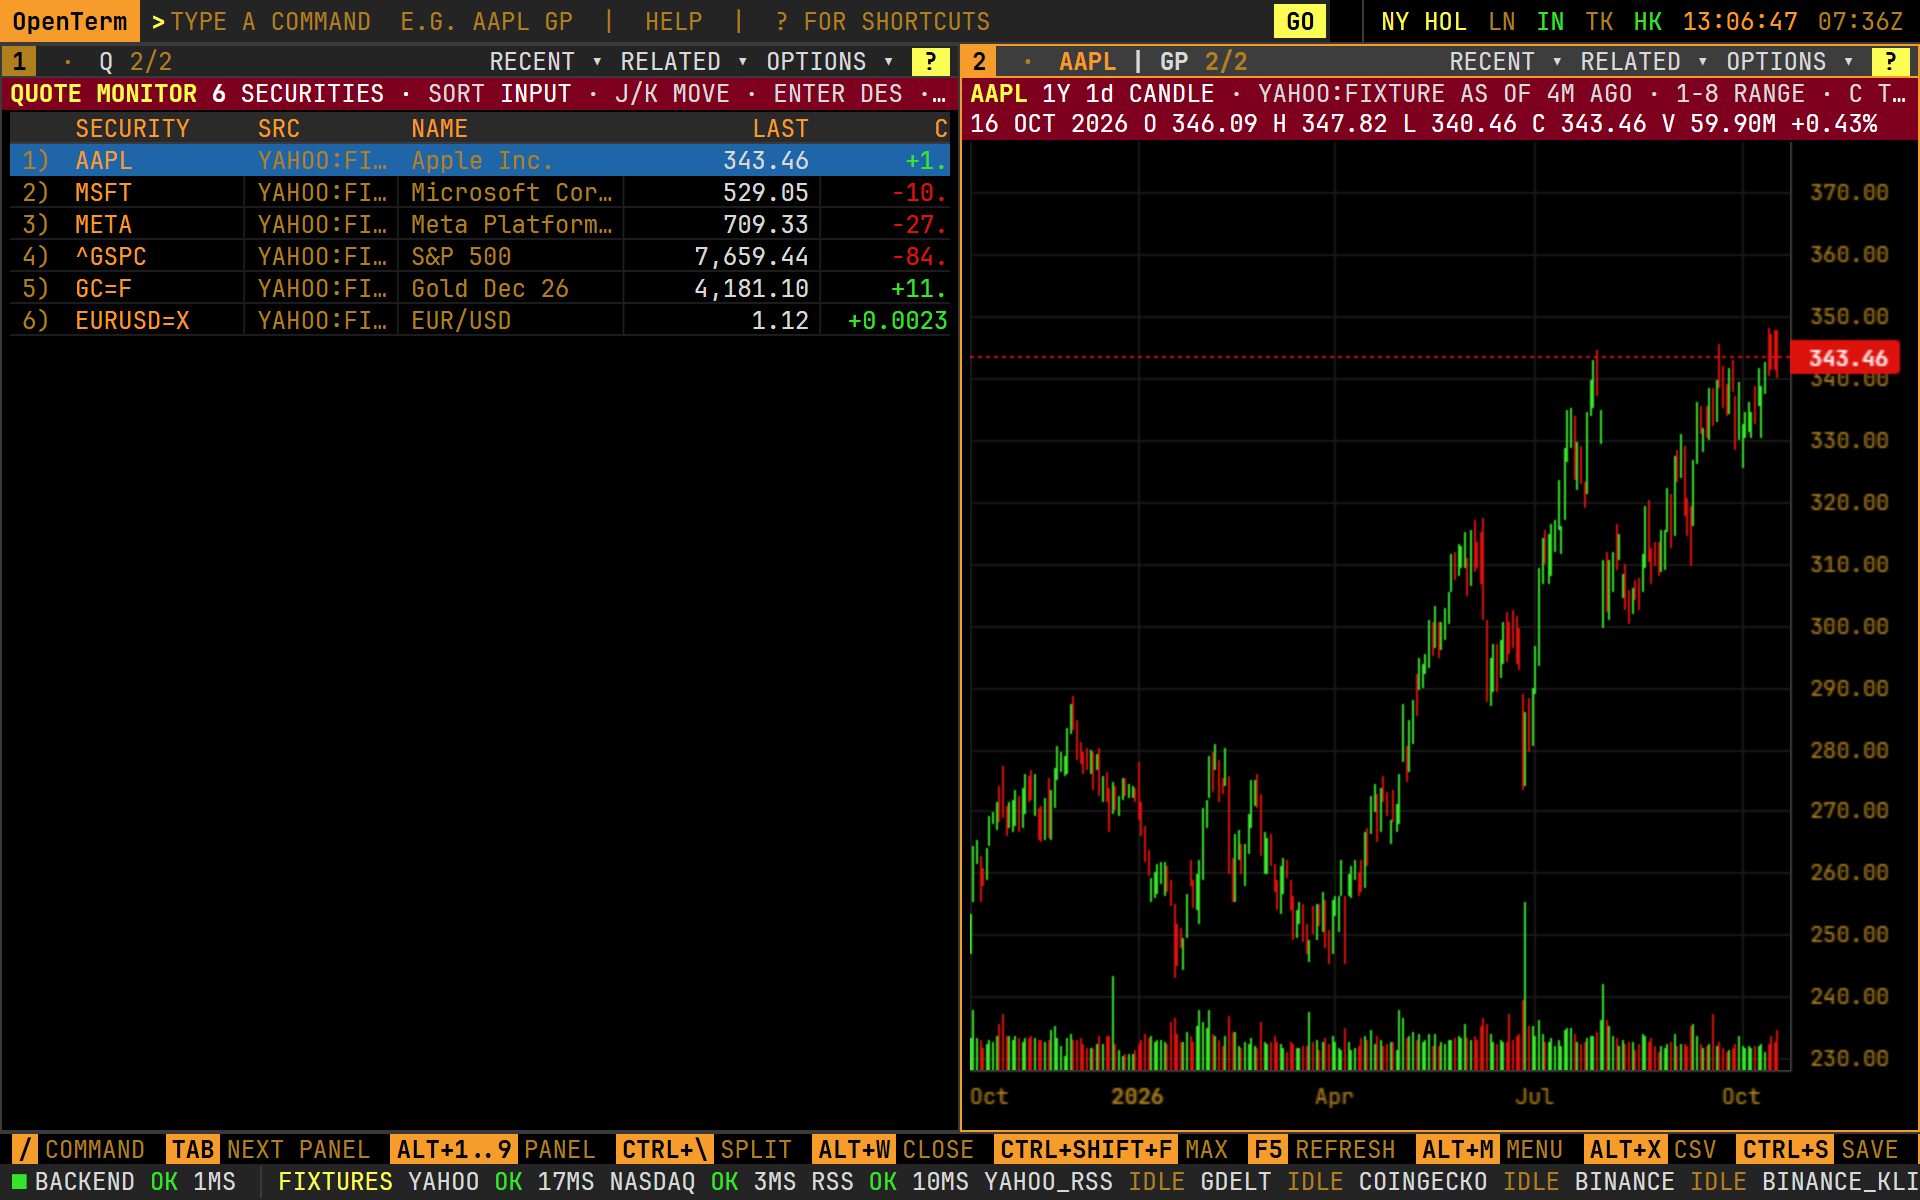 OpenTerm >TYPE A COMMAND E.G. AAPL GP | HELP | ? FOR SHORTCUTS GO NY HOL LN IN TK HK 13:06:47 07:36Z
1 · Q 2/2 RECENT ▾ RELATED ▾ OPTIONS ▾ ?
QUOTE MONITOR 6 SECURITIES · SORT INPUT · J/K MOVE · ENTER DES ·…
SECURITY SRC NAME LAST C
1) AAPL YAHOO:FI… Apple Inc. 343.46 +1.
2) MSFT YAHOO:FI… Microsoft Cor… 529.05 -10.
3) META YAHOO:FI… Meta Platform… 709.33 -27.
4) ^GSPC YAHOO:FI… S&P 500 7,659.44 -84.
5) GC=F YAHOO:FI… Gold Dec 26 4,181.10 +11.
6) EURUSD=X YAHOO:FI… EUR/USD 1.12 +0.0023
2 · AAPL | GP 2/2 RECENT ▾ RELATED ▾ OPTIONS ▾ ?
AAPL 1Y 1d CANDLE · YAHOO:FIXTURE AS OF 4M AGO · 1-8 RANGE · C T…
16 OCT 2026 O 346.09 H 347.82 L 340.46 C 343.46 V 59.90M +0.43%
370.00
360.00
350.00
343.46
340.00
330.00
320.00
310.00
300.00
290.00
280.00
270.00
260.00
250.00
240.00
230.00
Oct 2026 Apr Jul Oct
/ COMMAND TAB NEXT PANEL ALT+1..9 PANEL CTRL+\ SPLIT ALT+W CLOSE CTRL+SHIFT+F MAX F5 REFRESH ALT+M MENU ALT+X CSV CTRL+S SAVE
BACKEND OK 1MS FIXTURES YAHOO OK 17MS NASDAQ OK 3MS RSS OK 10MS YAHOO_RSS IDLE GDELT IDLE COINGECKO IDLE BINANCE IDLE BINANCE_KLI